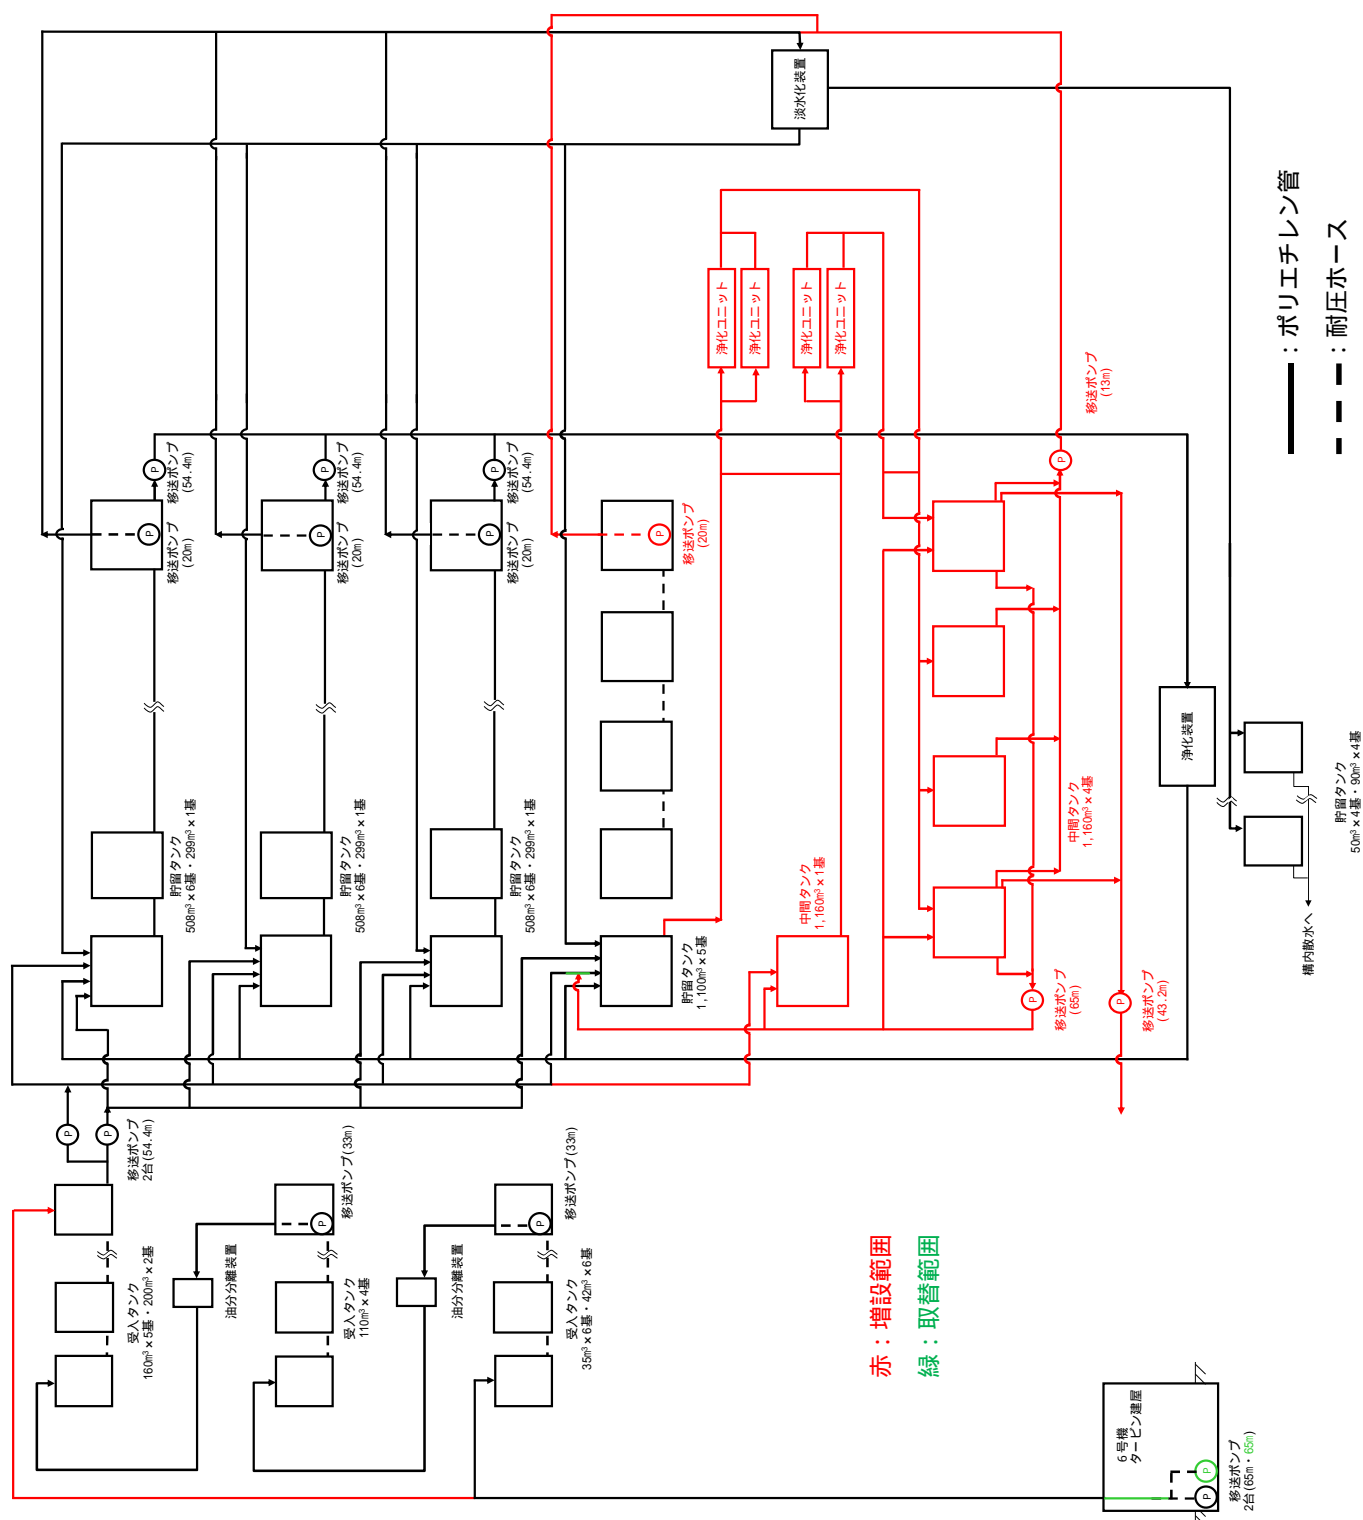 6号機
タービン建屋
P
P
移送ポンプ
2台(65m・65m)
P
移送ポンプ(33m)
受入タンク
35m³×6基・42m³×6基
油分分離装置
P
移送ポンプ(33m)
受入タンク
110m³×4基
油分分離装置
受入タンク
160m³×5基・200m³×2基
P
P
移送ポンプ
2台(54.4m)
貯留タンク
508m³×6基・299m³×1基
P
移送ポンプ
(20m)
P
移送ポンプ
(54.4m)
貯留タンク
508m³×6基・299m³×1基
P
移送ポンプ
(20m)
P
移送ポンプ
(54.4m)
貯留タンク
508m³×6基・299m³×1基
P
移送ポンプ
(20m)
P
移送ポンプ
(54.4m)
貯留タンク
1,100m³×5基
P
移送ポンプ
(20m)
中間タンク
1,160m³×1基
浄化ユニット
浄化ユニット
浄化ユニット
浄化ユニット
中間タンク
1,160m³×4基
P
移送ポンプ
(65m)
P
移送ポンプ
(43.2m)
P
移送ポンプ
(13m)
淡水化装置
浄化装置
貯留タンク
50m³×4基・90m³×4基
構内散水へ
赤：増設範囲
緑：取替範囲
：ポリエチレン管
：耐圧ホース